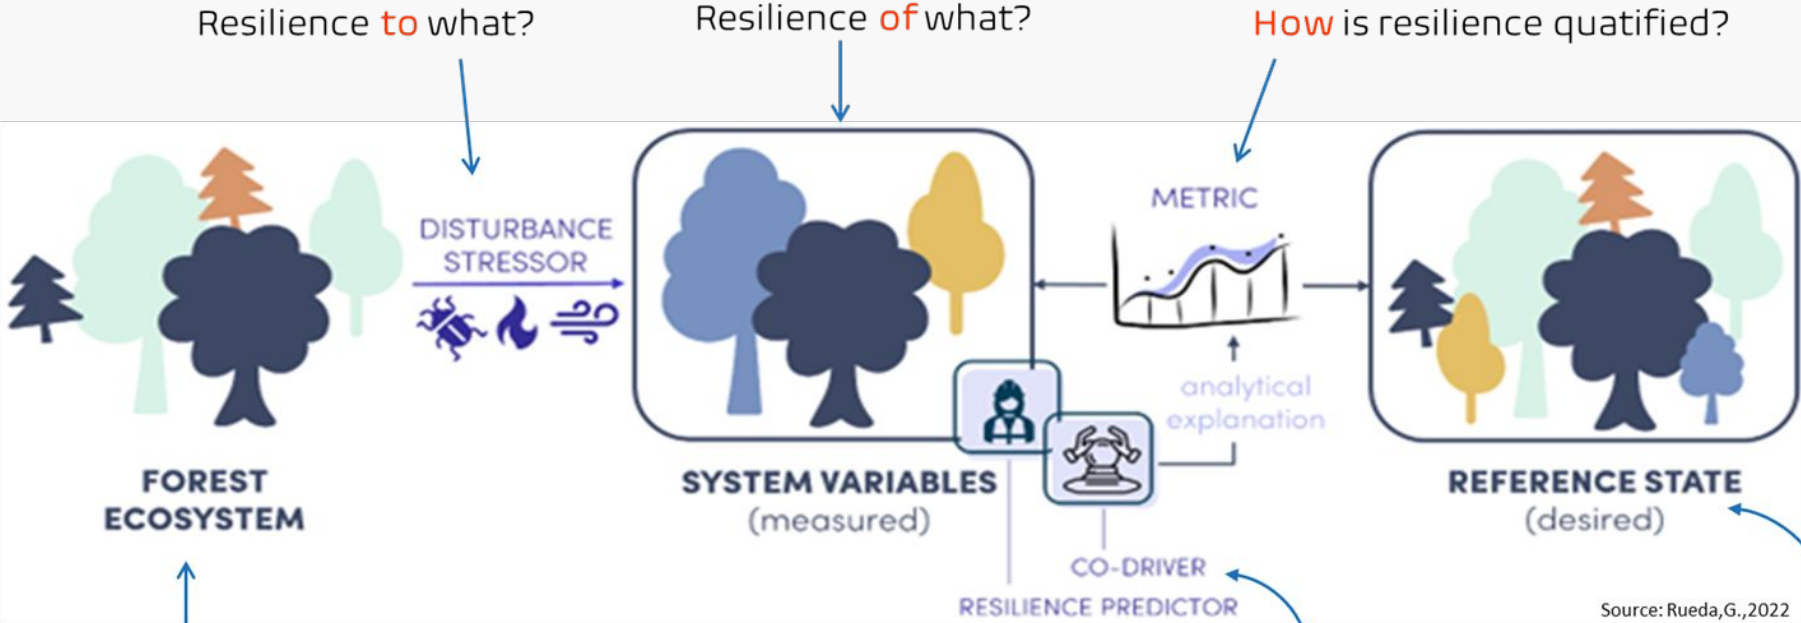 Resilience to what?
Resilience of what?
How is resilience quatified?
DISTURBANCE
STRESSOR
METRIC
analytical
explanation
FOREST
ECOSYSTEM
SYSTEM VARIABLES
(measured)
REFERENCE STATE
(desired)
CO-DRIVER
RESILIENCE PREDICTOR
Source: Rueda,G.,2022